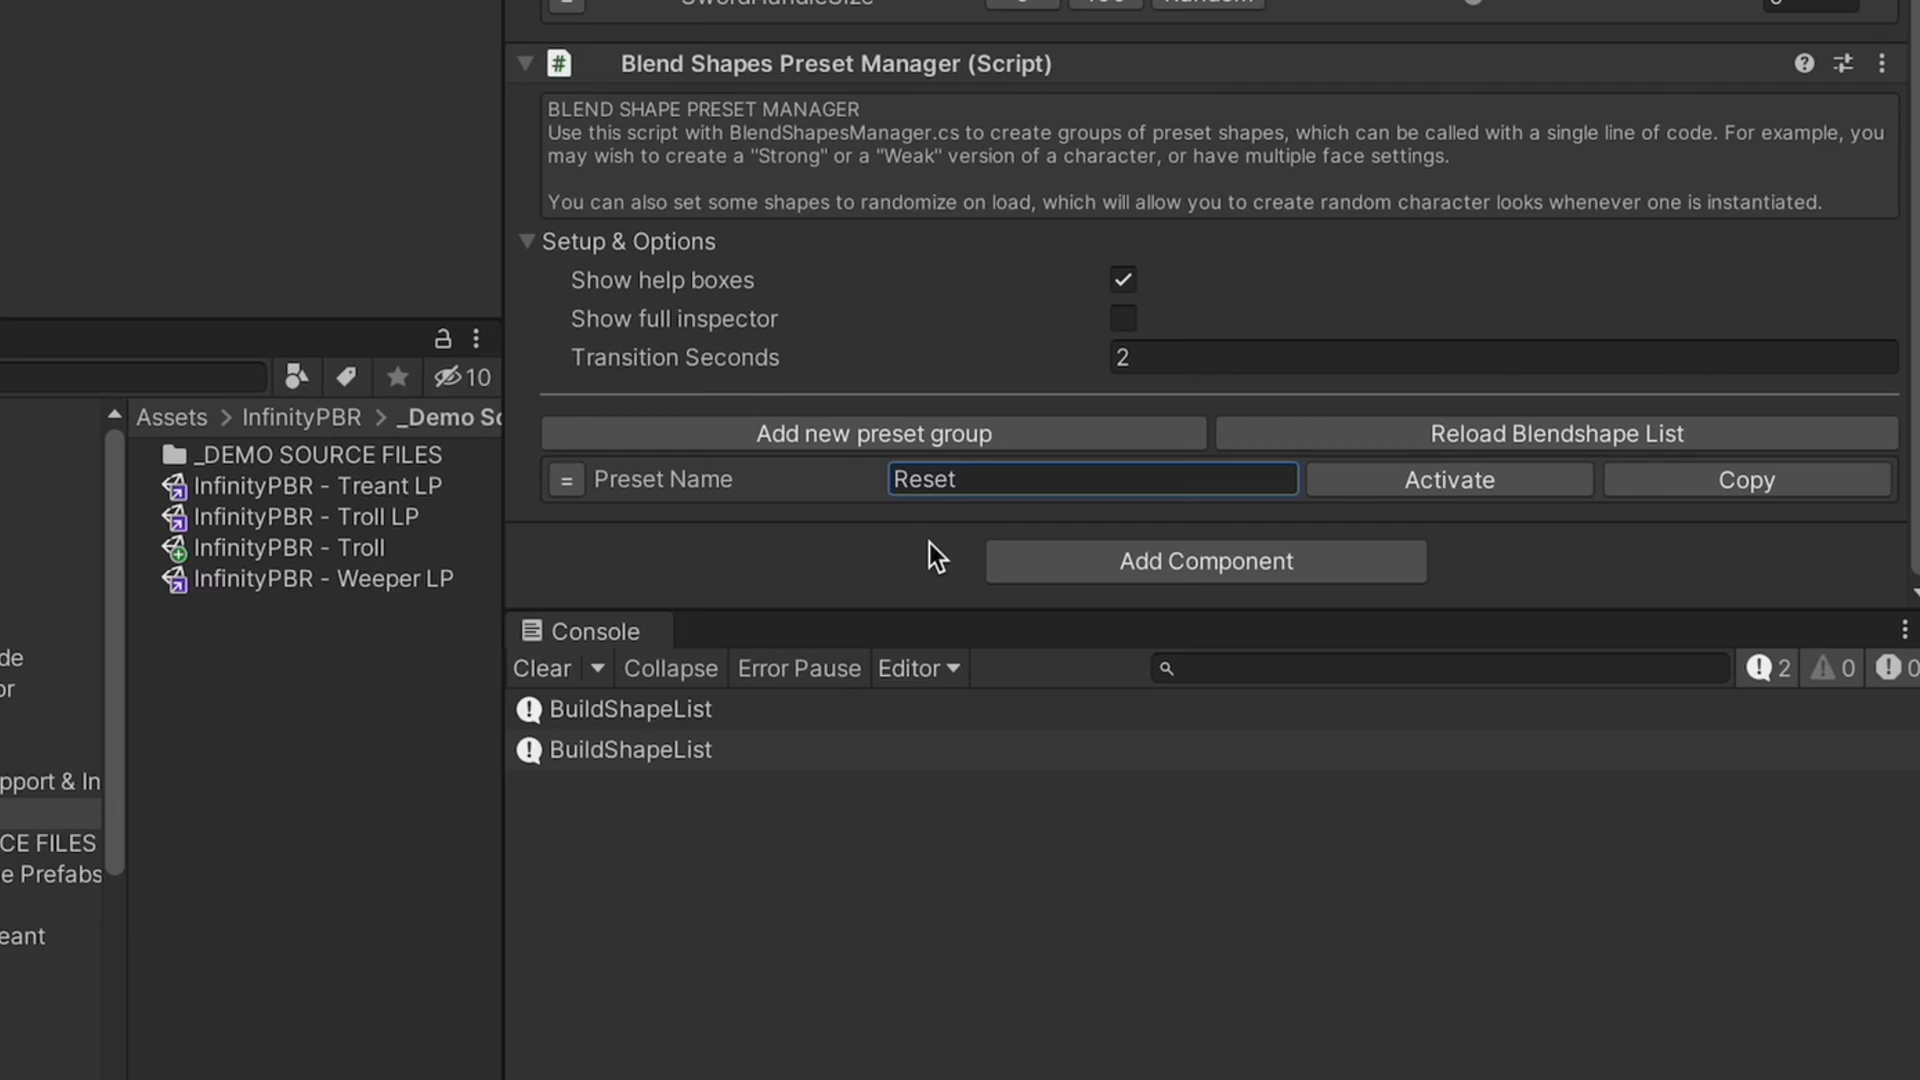 Blend Shapes Preset Manager (Script)
BLEND SHAPE PRESET MANAGER
Use this script with BlendShapesManager.cs to create groups of preset shapes, which can be called with a single line of code. For example, you
may wish to create a "Strong" or a "Weak" version of a character, or have multiple face settings.
You can also set some shapes to randomize on load, which will allow you to create random character looks whenever one is instantiated.
Setup & Options
Show help boxes
Show full inspector
Transition Seconds 2
Add new preset group Reload Blendshape List
= Preset Name Reset Activate Copy
Add Component
10
Assets > InfinityPBR > _Demo Sc
_DEMO SOURCE FILES
InfinityPBR - Treant LP
InfinityPBR - Troll LP
InfinityPBR - Troll
InfinityPBR - Weeper LP
de
or
pport & In
CE FILES
e Prefabs
eant
Console
Clear Collapse Error Pause Editor 2 0 0
BuildShapeList
BuildShapeList